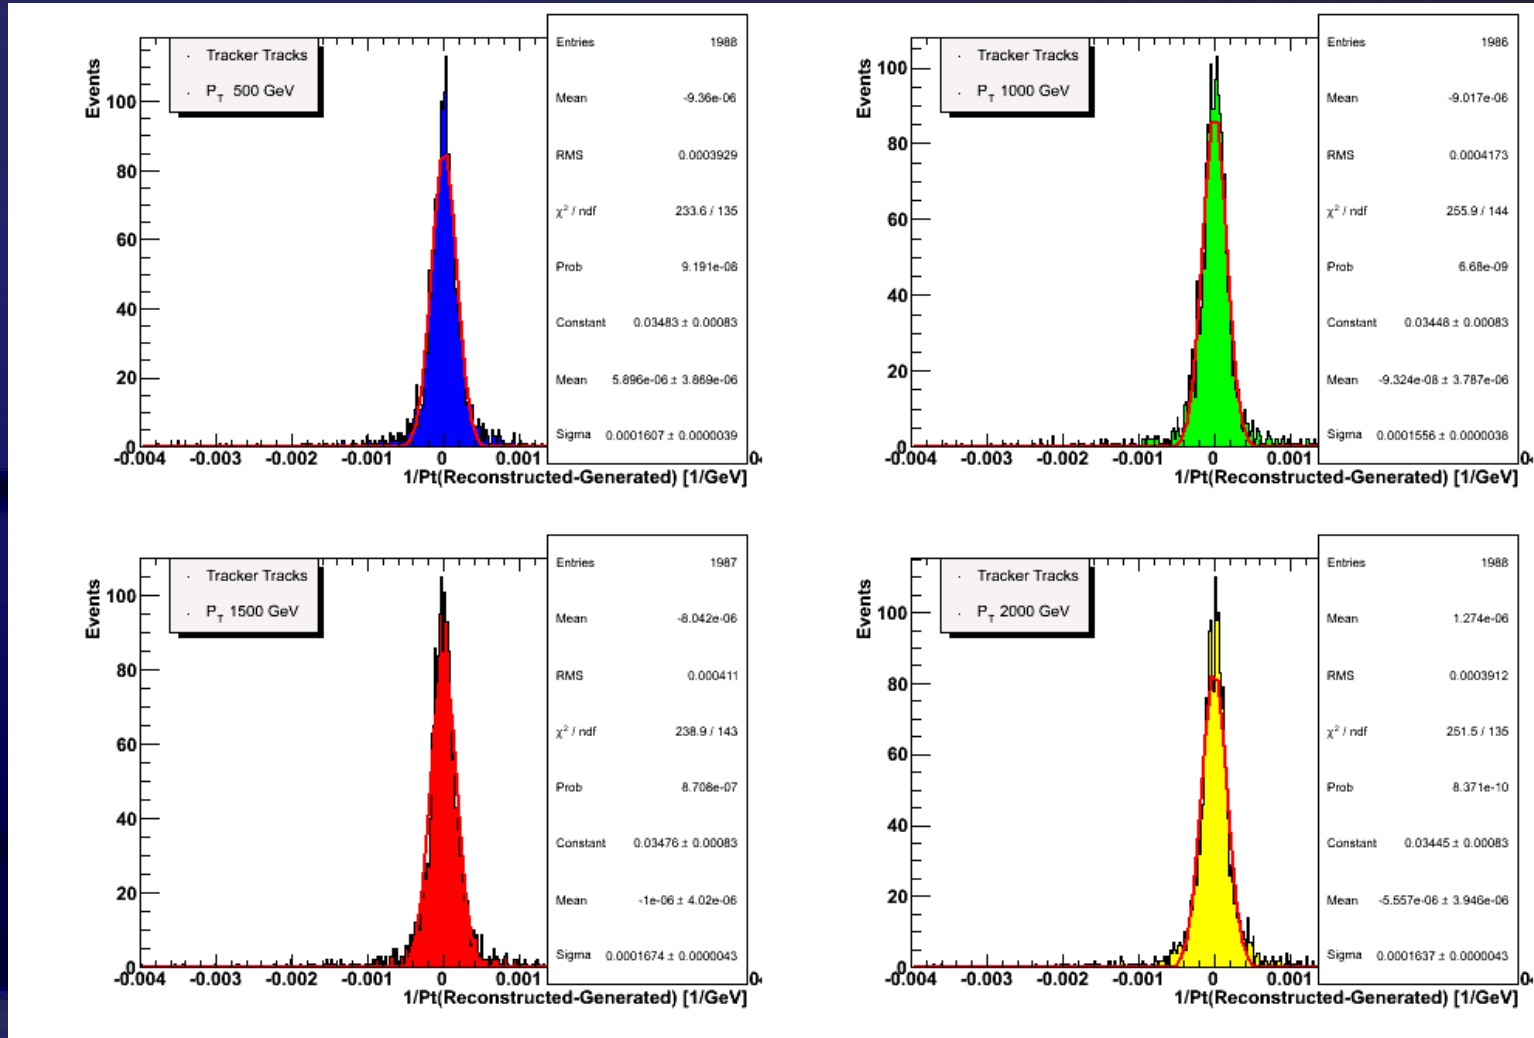 Tracker Tracks
P_T 500 GeV
Entries 1988
Mean -9.36e-06
RMS 0.0003929
χ² / ndf 233.6 / 135
Prob 9.191e-08
Constant 0.03483 ± 0.00083
Mean 5.896e-06 ± 3.869e-06
Sigma 0.0001607 ± 0.0000039
Events
100
80
60
40
20
0
-0.004 -0.003 -0.002 -0.001 0 0.001
1/Pt(Reconstructed-Generated) [1/GeV]
Tracker Tracks
P_T 1000 GeV
Entries 1986
Mean -9.017e-06
RMS 0.0004173
χ² / ndf 255.9 / 144
Prob 6.68e-09
Constant 0.03448 ± 0.00083
Mean -9.324e-08 ± 3.787e-06
Sigma 0.0001556 ± 0.0000038
Events
100
80
60
40
20
0
-0.004 -0.003 -0.002 -0.001 0 0.001
1/Pt(Reconstructed-Generated) [1/GeV]
Tracker Tracks
P_T 1500 GeV
Entries 1987
Mean -8.042e-06
RMS 0.000411
χ² / ndf 238.9 / 143
Prob 8.708e-07
Constant 0.03476 ± 0.00083
Mean -1e-06 ± 4.02e-06
Sigma 0.0001674 ± 0.0000043
Events
100
80
60
40
20
0
-0.004 -0.003 -0.002 -0.001 0 0.001
1/Pt(Reconstructed-Generated) [1/GeV]
Tracker Tracks
P_T 2000 GeV
Entries 1988
Mean 1.274e-06
RMS 0.0003912
χ² / ndf 251.5 / 135
Prob 8.371e-10
Constant 0.03445 ± 0.00083
Mean -5.557e-06 ± 3.946e-06
Sigma 0.0001637 ± 0.0000043
Events
100
80
60
40
20
0
-0.004 -0.003 -0.002 -0.001 0 0.001
1/Pt(Reconstructed-Generated) [1/GeV]